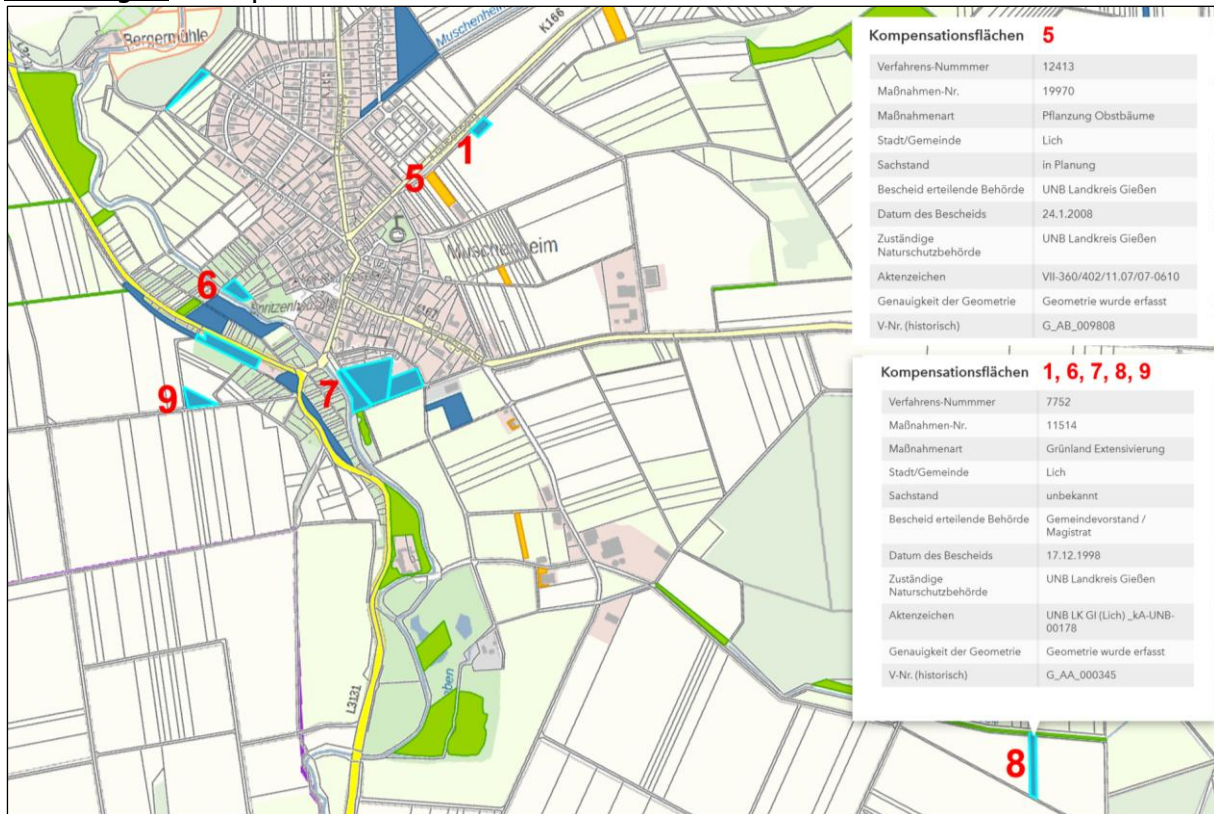 Bergermühle
Muschenheim
K166
L3131
Kompensationsflächen 5
Verfahrens-Nummmer 12413
Maßnahmen-Nr. 19970
Maßnahmenart Pflanzung Obstbäume
Stadt/Gemeinde Lich
Sachstand in Planung
Bescheid erteilende Behörde UNB Landkreis Gießen
Datum des Bescheids 24.1.2008
Zuständige
Naturschutzbehörde UNB Landkreis Gießen
Aktenzeichen VII-360/402/11.07/07-0610
Genauigkeit der Geometrie Geometrie wurde erfasst
V-Nr. (historisch) G_AB_009808
1
5
Muschenheim
6
7
9
Kompensationsflächen 1, 6, 7, 8, 9
Verfahrens-Nummmer 7752
Maßnahmen-Nr. 11514
Maßnahmenart Grünland Extensivierung
Stadt/Gemeinde Lich
Sachstand unbekannt
Bescheid erteilende Behörde Gemeindevorstand /
Magistrat
Datum des Bescheids 17.12.1998
Zuständige
Naturschutzbehörde UNB Landkreis Gießen
Aktenzeichen UNB LK GI (Lich) _kA-UNB-
00178
Genauigkeit der Geometrie Geometrie wurde erfasst
V-Nr. (historisch) G_AA_000345
L3131
8